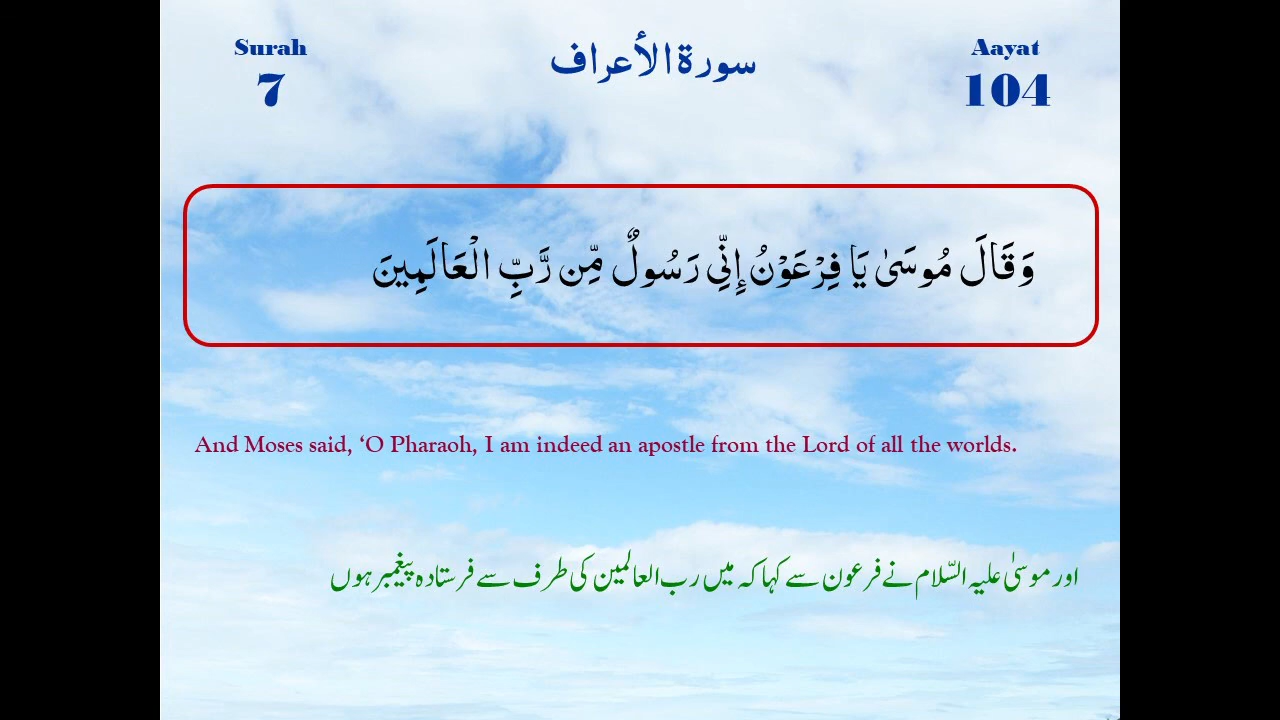 Surah
7
سورة الأعراف
Aayat
104
وَقَالَ مُوسَىٰ يَا فِرْعَوْنُ إِنِّي رَسُولٌ مِّن رَّبِّ الْعَالَمِينَ
And Moses said, ‘O Pharaoh, I am indeed an apostle from the Lord of all the worlds.
اور موسیٰ علیہ السّلام نے فرعون سے کہا کہ میں رب العالمین کی طرف سے فرستادہ پیغمبر ہوں